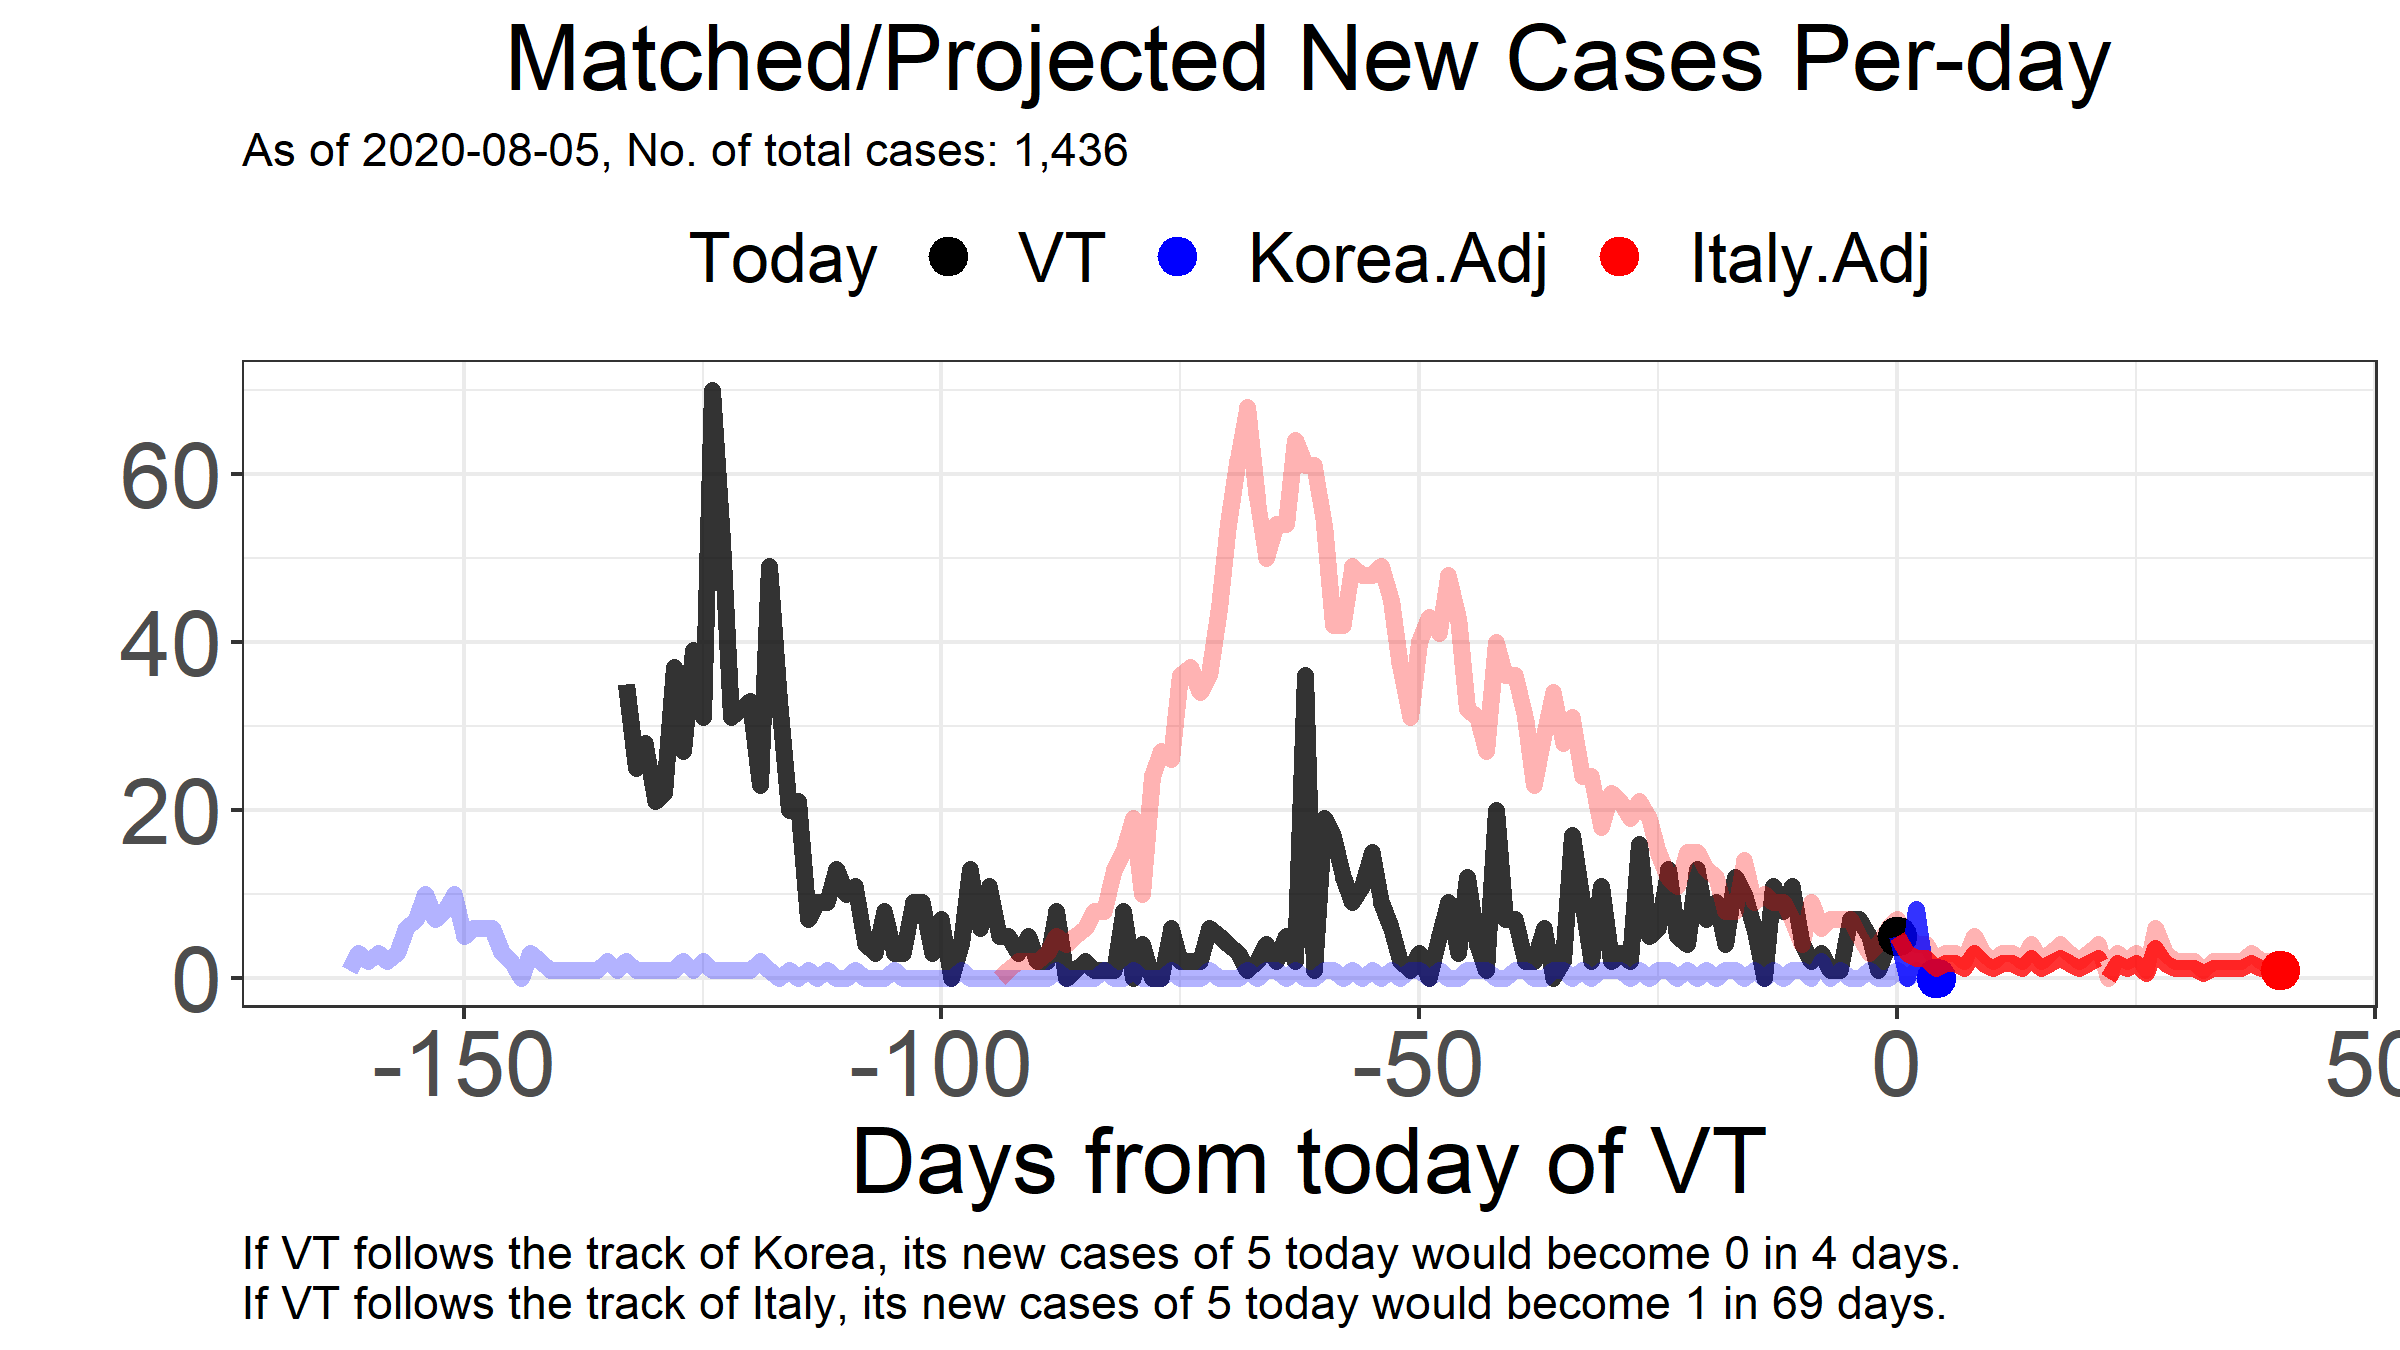 Matched/Projected New Cases Per-day
As of 2020-08-05, No. of total cases: 1,436
Today VT Korea.Adj Italy.Adj
60
40
20
0
-150 -100 -50 0 50
Days from today of VT
If VT follows the track of Korea, its new cases of 5 today would become 0 in 4 days.
If VT follows the track of Italy, its new cases of 5 today would become 1 in 69 days.